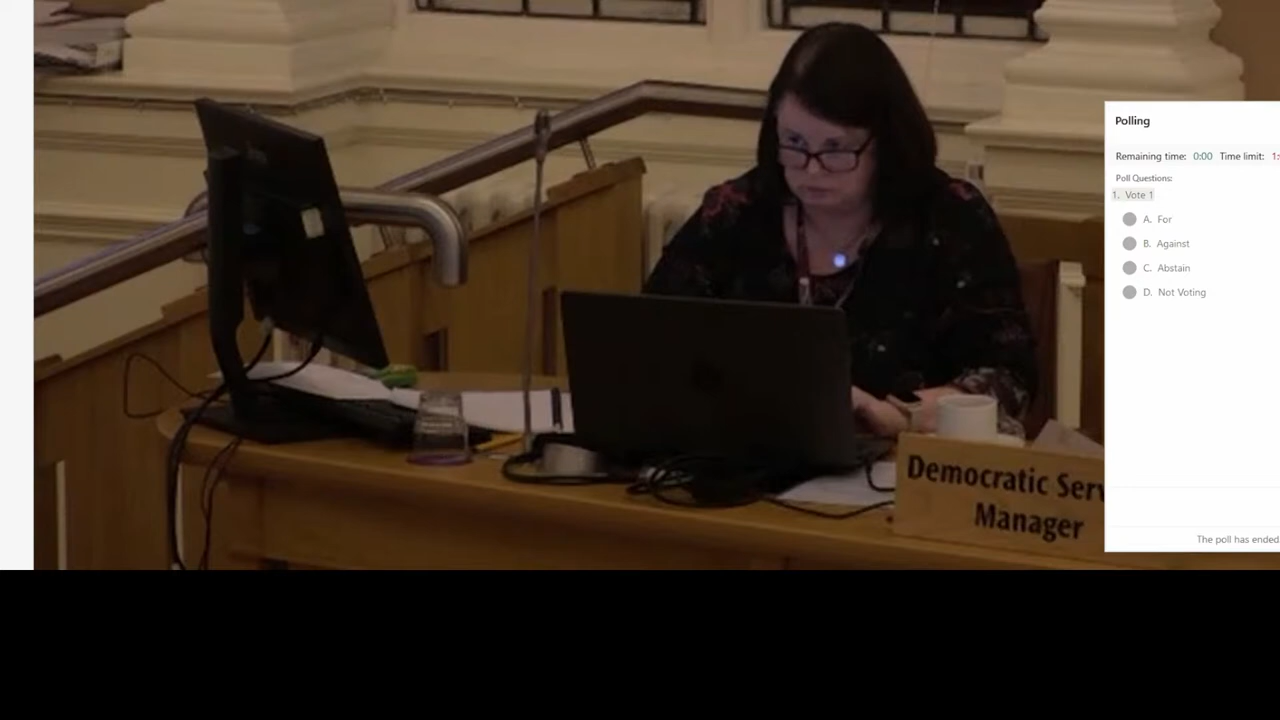 Polling
Remaining time: 0:00 Time limit: 1:
Poll Questions:
1. Vote 1
A. For
B. Against
C. Abstain
D. Not Voting
The poll has ended
Democratic Serv
Manager